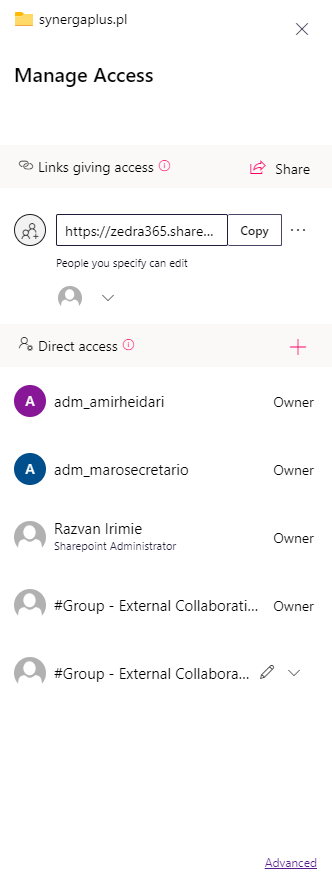 synergaplus.pl
Manage Access
Links giving access
Share
https://zedra365.share...
Copy
People you specify can edit
Direct access
A
adm_amirheidari
Owner
A
adm_marosecretario
Owner
Razvan Irimie
Owner
Sharepoint Administrator
#Group - External Collaborati...
Owner
#Group - External Collabora...
Advanced